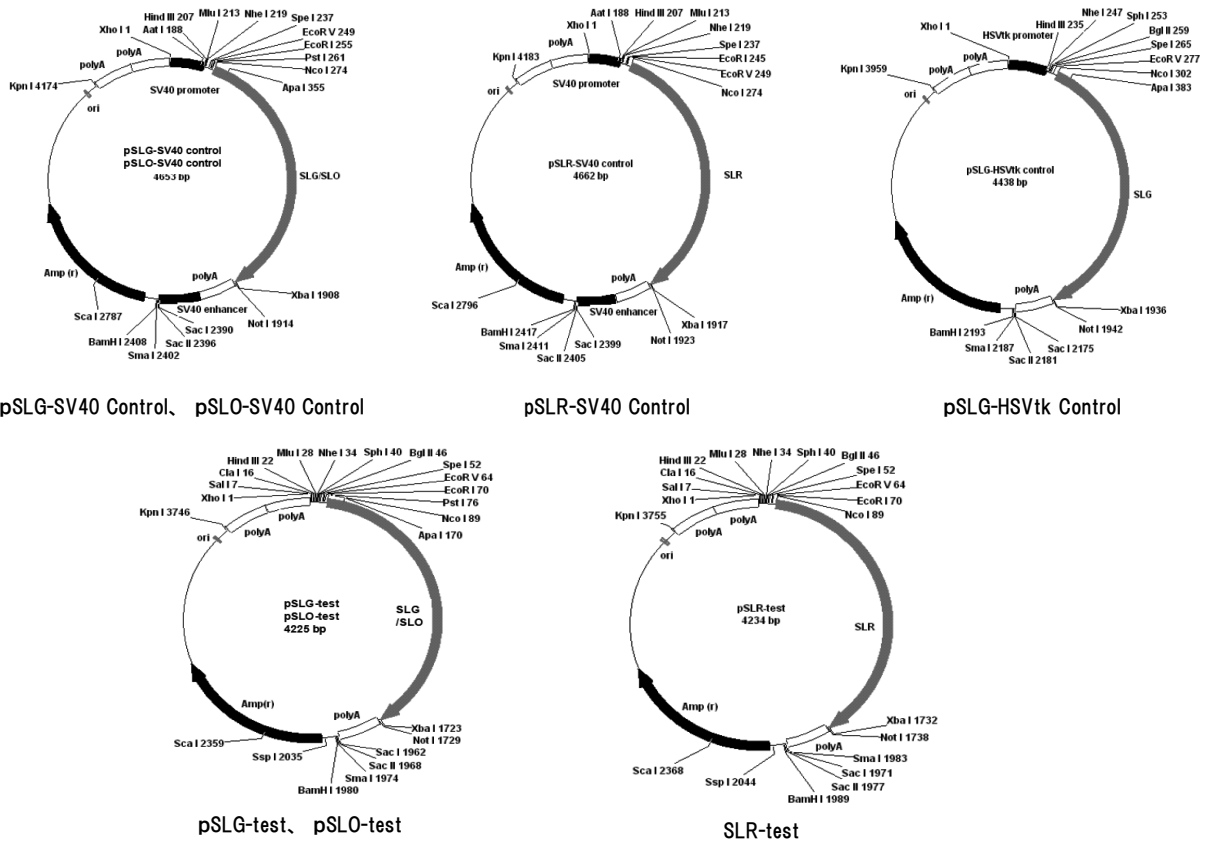 Xho I 1
Aat I 188
Hind III 207
Mlu I 213
Nhe I 219
Spe I 237
EcoR V 249
EcoR I 255
Pst I 261
Nco I 274
Apa I 355
polyA
polyA
Kpn I 4174
ori
SV40 promoter
pSLG-SV40 control
pSLO-SV40 control
4653 bp
SLG/SLO
Amp (r)
Sca I 2787
polyA
SV40 enhancer
Xba I 1908
Not I 1914
Sac I 2390
Sac II 2396
Sma I 2402
BamH I 2408
pSLG-SV40 Control、 pSLO-SV40 Control
Xho I 1
Aat I 188
Hind III 207
Mlu I 213
Nhe I 219
Spe I 237
EcoR I 245
EcoR V 249
Nco I 274
polyA
polyA
Kpn I 4183
ori
SV40 promoter
pSLR-SV40 control
4662 bp
SLR
Amp (r)
Sca I 2796
polyA
SV40 enhancer
Xba I 1917
Not I 1923
Sac I 2399
Sac II 2405
Sma I 2411
BamH I 2417
pSLR-SV40 Control
Xho I 1
HSVtk promoter
Hind III 235
Nhe I 247
Sph I 253
Bgl II 259
Spe I 265
EcoR V 277
Nco I 302
Apa I 383
polyA
polyA
Kpn I 3959
ori
pSLG-HSVtk control
4438 bp
SLG
Amp (r)
polyA
Xba I 1936
Not I 1942
Sac I 2175
Sac II 2181
Sma I 2187
BamH I 2193
pSLG-HSVtk Control
Xho I 1
Sal I 7
Cla I 16
Hind III 22
Mlu I 28
Nhe I 34
Sph I 40
Bgl II 46
Spe I 52
EcoR V 64
EcoR I 70
Pst I 76
Nco I 89
Apa I 170
Kpn I 3746
polyA
polyA
ori
pSLG-test
pSLO-test
4225 bp
SLG
/SLO
Amp(r)
Sca I 2359
Ssp I 2035
polyA
Xba I 1723
Not I 1729
Sac I 1962
Sac II 1968
Sma I 1974
BamH I 1980
pSLG-test、 pSLO-test
Xho I 1
Sal I 7
Cla I 16
Hind III 22
Mlu I 28
Nhe I 34
Sph I 40
Bgl II 46
Spe I 52
EcoR V 64
EcoR I 70
Nco I 89
Kpn I 3755
polyA
polyA
ori
pSLR-test
4234 bp
SLR
Amp (r)
Sca I 2368
Ssp I 2044
Xba I 1732
Not I 1738
polyA
Sma I 1983
Sac I 1971
Sac II 1977
BamH I 1989
SLR-test